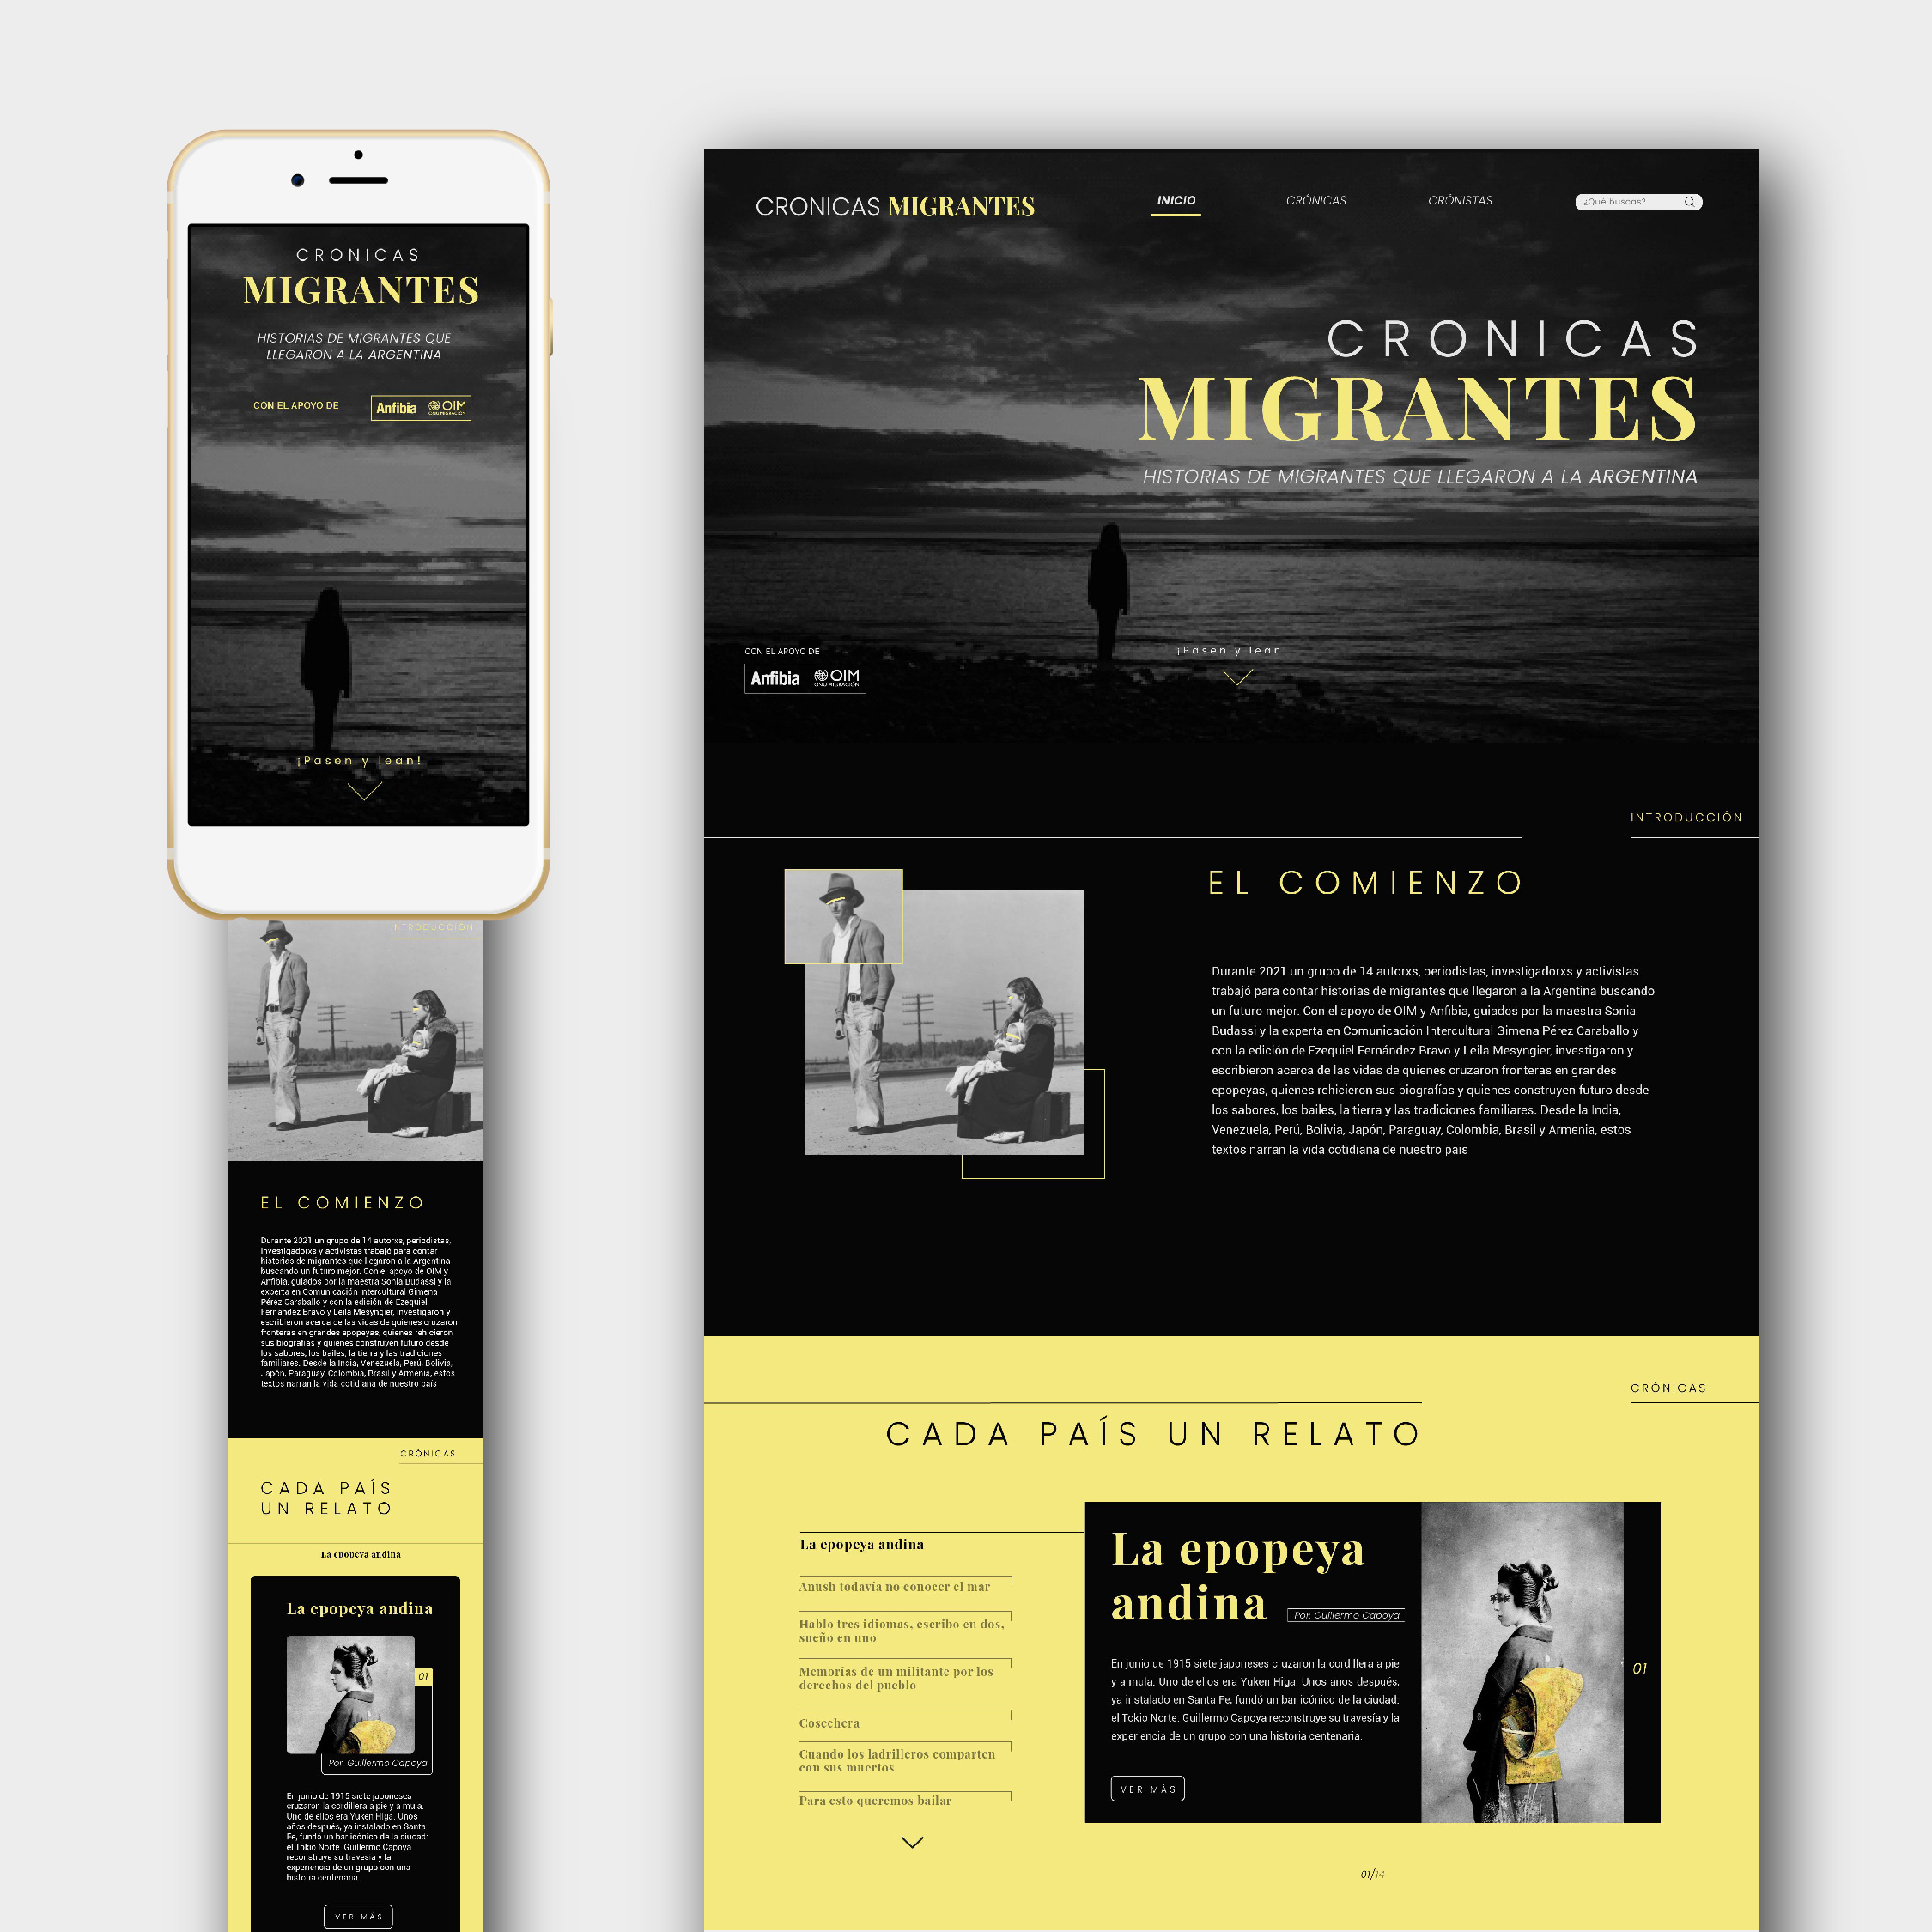 CRONICAS
MIGRANTES
HISTORIAS DE MIGRANTES QUE
LLEGARON A LA ARGENTINA
CON EL APOYO DE
Anfibia OIM
ONU MIGRACIÓN
¡Pasen y lean!
INTRODUCCIÓN
EL COMIENZO
Durante 2021 un grupo de 14 autorxs, periodistas,
investigadorxs y activistas trabajó para contar
historias de migrantes que llegaron a la Argentina
buscando un futuro mejor. Con el apoyo de OIM y
Anfibia, guiados por la maestra Sonia Budassi y la
experta en Comunicación Intercultural Gimena
Pérez Caraballo y con la edición de Ezequiel
Fernández Bravo y Leila Mesyngier, investigaron y
escribieron acerca de las vidas de quienes cruzaron
fronteras en grandes epopeyas, quienes rehicieron
sus biografías y quienes construyen futuro desde
los sabores, los bailes, la tierra y las tradiciones
familiares. Desde la India, Venezuela, Perú, Bolivia,
Japón, Paraguay, Colombia, Brasil y Armenia, estos
textos narran la vida cotidiana de nuestro país
CRÓNICAS
CADA PAÍS
UN RELATO
La epopeya andina
La epopeya andina
01
Por: Guillermo Capoya
En junio de 1915 siete japoneses
cruzaron la cordillera a pie y a mula.
Uno de ellos era Yuken Higa. Unos
años después, ya instalado en Santa
Fe, fundó un bar icónico de la ciudad:
el Tokio Norte. Guillermo Capoya
reconstruye su travesía y la
experiencia de un grupo con una
historia centenaria.
VER MÁS
CRONICAS MIGRANTES
INICIO
CRÓNICAS
CRÓNISTAS
¿Qué buscas?
CRONICAS
MIGRANTES
HISTORIAS DE MIGRANTES QUE LLEGARON A LA ARGENTINA
CON EL APOYO DE
Anfibia OIM
ONU MIGRACIÓN
¡Pasen y lean!
INTRODUCCIÓN
EL COMIENZO
Durante 2021 un grupo de 14 autorxs, periodistas, investigadorxs y activistas
trabajó para contar historias de migrantes que llegaron a la Argentina buscando
un futuro mejor. Con el apoyo de OIM y Anfibia, guiados por la maestra Sonia
Budassi y la experta en Comunicación Intercultural Gimena Pérez Caraballo y
con la edición de Ezequiel Fernández Bravo y Leila Mesyngier, investigaron y
escribieron acerca de las vidas de quienes cruzaron fronteras en grandes
epopeyas, quienes rehicieron sus biografías y quienes construyen futuro desde
los sabores, los bailes, la tierra y las tradiciones familiares. Desde la India,
Venezuela, Perú, Bolivia, Japón, Paraguay, Colombia, Brasil y Armenia, estos
textos narran la vida cotidiana de nuestro pais
CRÓNICAS
CADA PAÍS UN RELATO
La epopeya andina
Anush todavía no conocer el mar
Hablo tres idiomas, escribo en dos,
sueño en uno
Memorias de un militante por los
derechos del pueblo
Cosechera
Cuando los ladrilleros comparten
con sus muertos
Para esto queremos bailar
La epopeya
andina
Por: Guillermo Capoya
En junio de 1915 siete japoneses cruzaron la cordillera a pie
y a mula. Uno de ellos era Yuken Higa. Unos anos después,
ya instalado en Santa Fe, fundó un bar icónico de la ciudad.
el Tokio Norte. Guillermo Capoya reconstruye su travesía y la
experiencia de un grupo con una historia centenaria.
VER MÁS
01
01/14